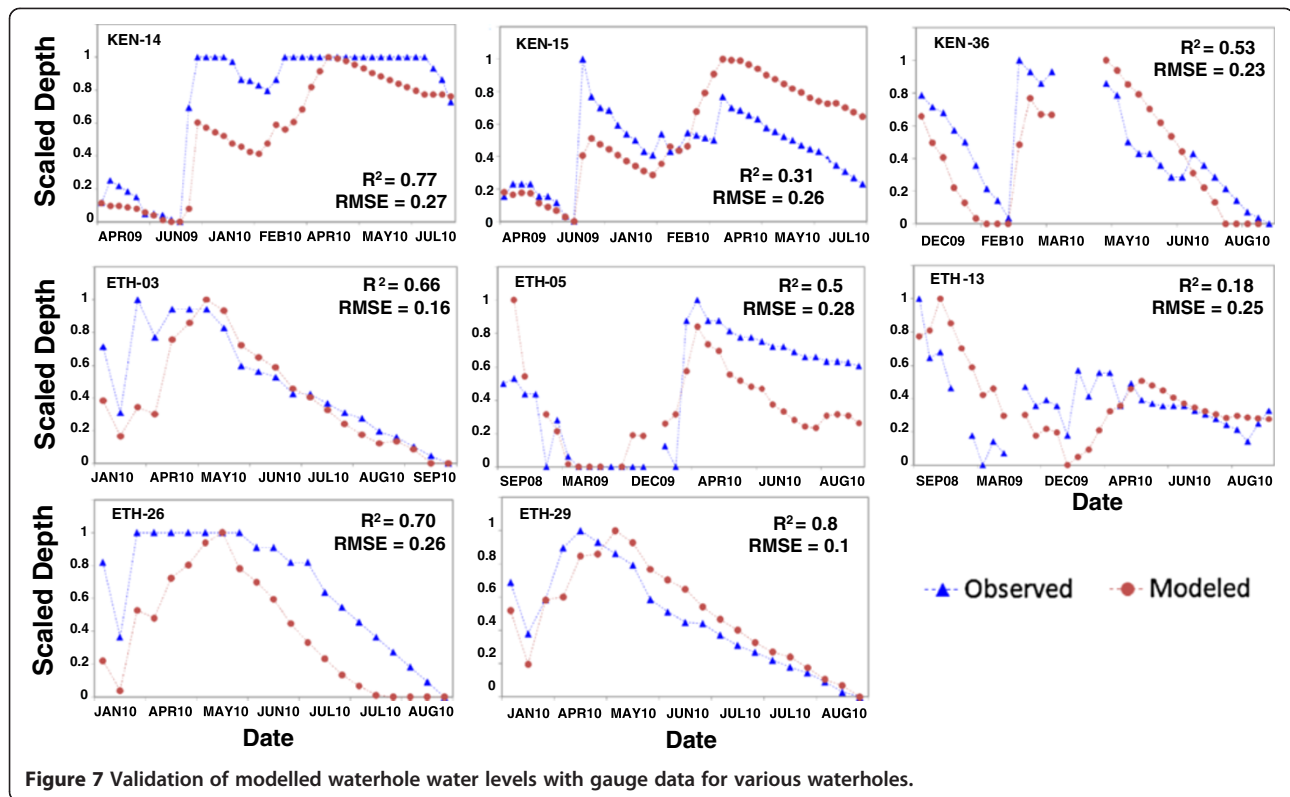 KEN-14
R² = 0.77
RMSE = 0.27
Scaled Depth
1
0.8
0.6
0.4
0.2
0
APR09 JUN09 JAN10 FEB10 APR10 MAY10 JUL10
KEN-15
R² = 0.31
RMSE = 0.26
1
0.8
0.6
0.4
0.2
0
APR09 JUN09 JAN10 FEB10 APR10 MAY10 JUL10
KEN-36
R² = 0.53
RMSE = 0.23
1
0.8
0.6
0.4
0.2
0
DEC09 FEB10 MAR10 MAY10 JUN10 AUG10
ETH-03
R² = 0.66
RMSE = 0.16
Scaled Depth
1
0.8
0.6
0.4
0.2
0
JAN10 APR10 MAY10 JUN10 JUL10 AUG10 SEP10
ETH-05
R² = 0.5
RMSE = 0.28
1
0.8
0.6
0.4
0.2
0
SEP08 MAR09 DEC09 APR10 JUN10 AUG10
ETH-13
R² = 0.18
RMSE = 0.25
1
0.8
0.6
0.4
0.2
0
SEP08 MAR09 DEC09 APR10 JUN10 AUG10
Date
ETH-26
R² = 0.70
RMSE = 0.26
Scaled Depth
1
0.8
0.6
0.4
0.2
0
JAN10 APR10 MAY10 JUN10 JUL10 JUL10 AUG10
Date
ETH-29
R² = 0.8
RMSE = 0.1
1
0.8
0.6
0.4
0.2
0
JAN10 APR10 MAY10 JUN10 JUL10 JUL10 AUG10
Date
Observed Modeled
Figure 7 Validation of modelled waterhole water levels with gauge data for various waterholes.